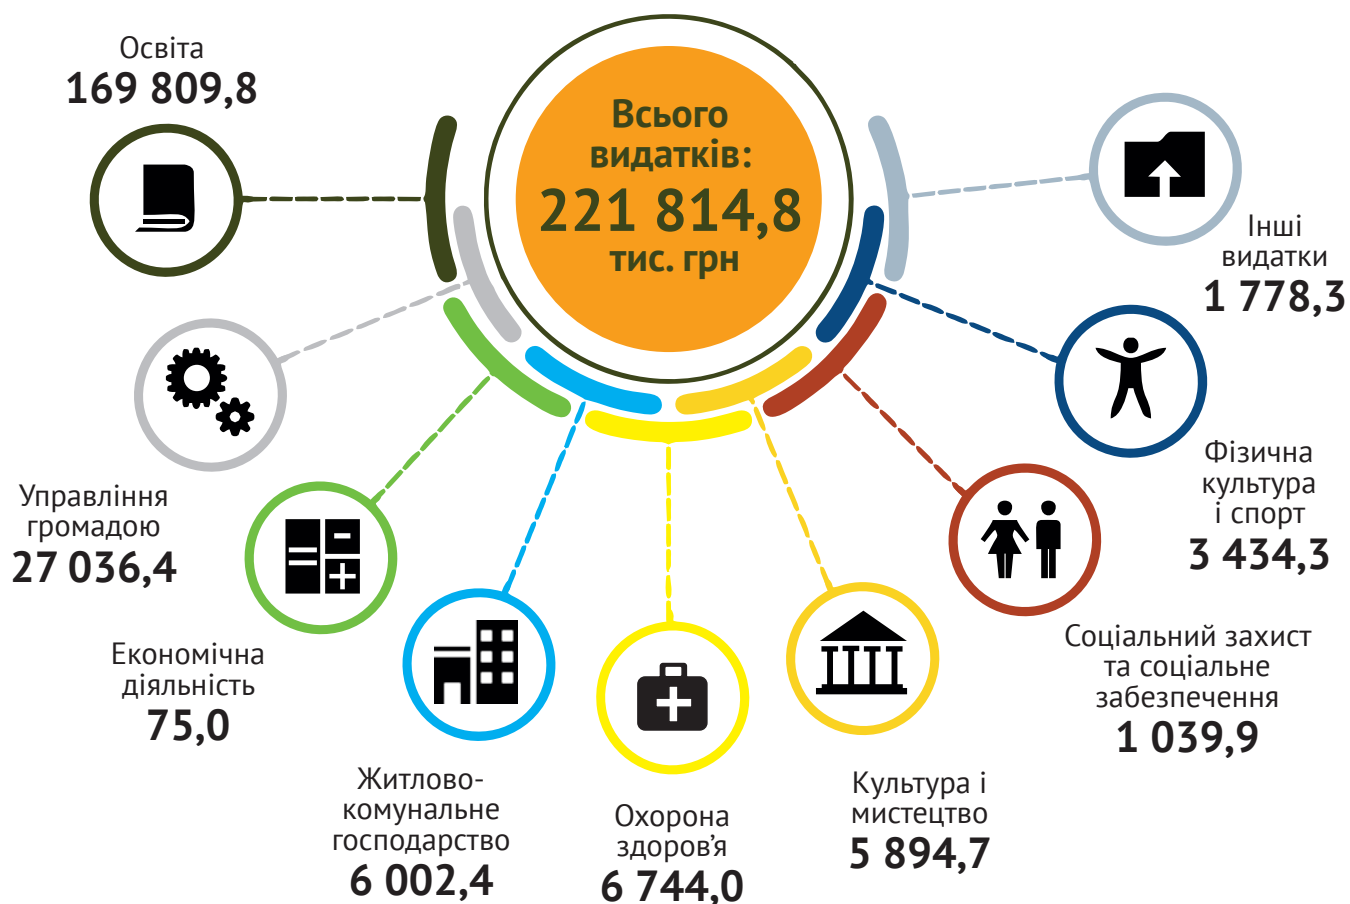 Освіта
169 809,8
Всього
видатків:
221 814,8
тис. грн
Інші
видатки
1 778,3
Фізична
культура
і спорт
3 434,3
Управління
громадою
27 036,4
Соціальний захист
та соціальне
забезпечення
1 039,9
Економічна
діяльність
75,0
Житлово-
комунальне
господарство
6 002,4
Охорона
здоров’я
6 744,0
Культура і
мистецтво
5 894,7